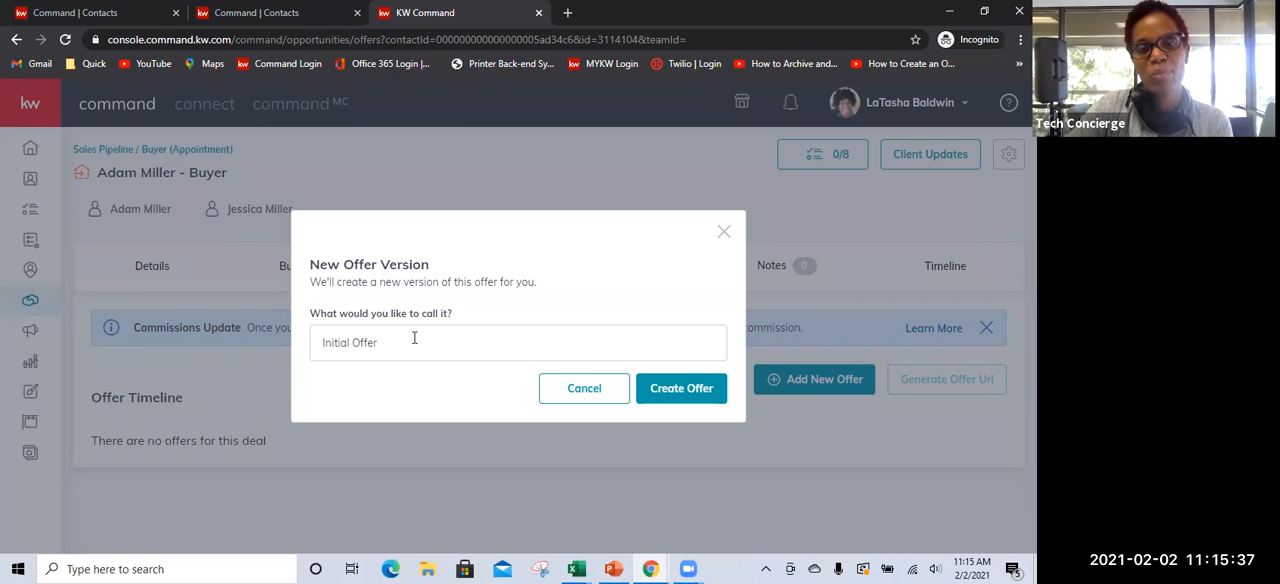 Command | Contacts
Command | Contacts
KW Command
console.command.kw.com/command/opportunities/offers?contactId=000000000000000005ad34c6&id=3114104&teamId=
Incognito
Gmail
Quick
YouTube
Maps
Command Login
Office 365 Login |...
Printer Back-end Sy...
MYKW Login
Twilio | Login
How to Archive and...
How to Create an O...
»
kw
command
connect
command MC
LaTasha Baldwin
Tech Concierge
Sales Pipeline / Buyer (Appointment)
Adam Miller - Buyer
0/8
Client Updates
Adam Miller
Jessica Miller
Details
Bu
Notes
0
Timeline
New Offer Version
We'll create a new version of this offer for you.
What would you like to call it?
Initial Offer
Cancel
Create Offer
Commissions Update
Once you
ommission.
Learn More
Add New Offer
Generate Offer Url
Offer Timeline
There are no offers for this deal
Type here to search
11:15 AM
2/2/2021
5
2021-02-02 11:15:37